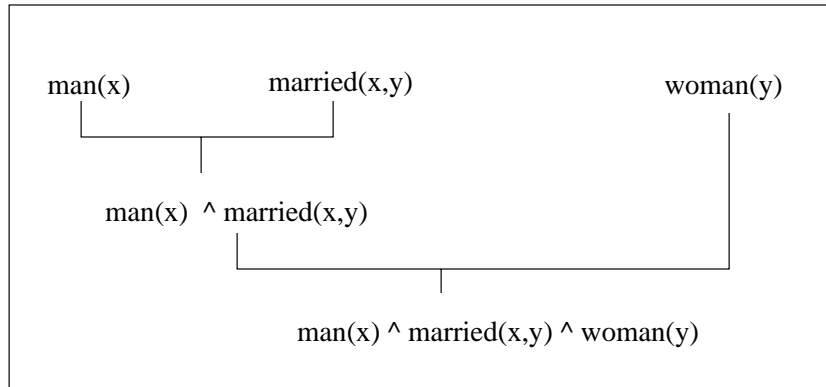 man(x) married(x,y) woman(y)
man(x) ^ married(x,y)
man(x) ^ married(x,y) ^ woman(y)